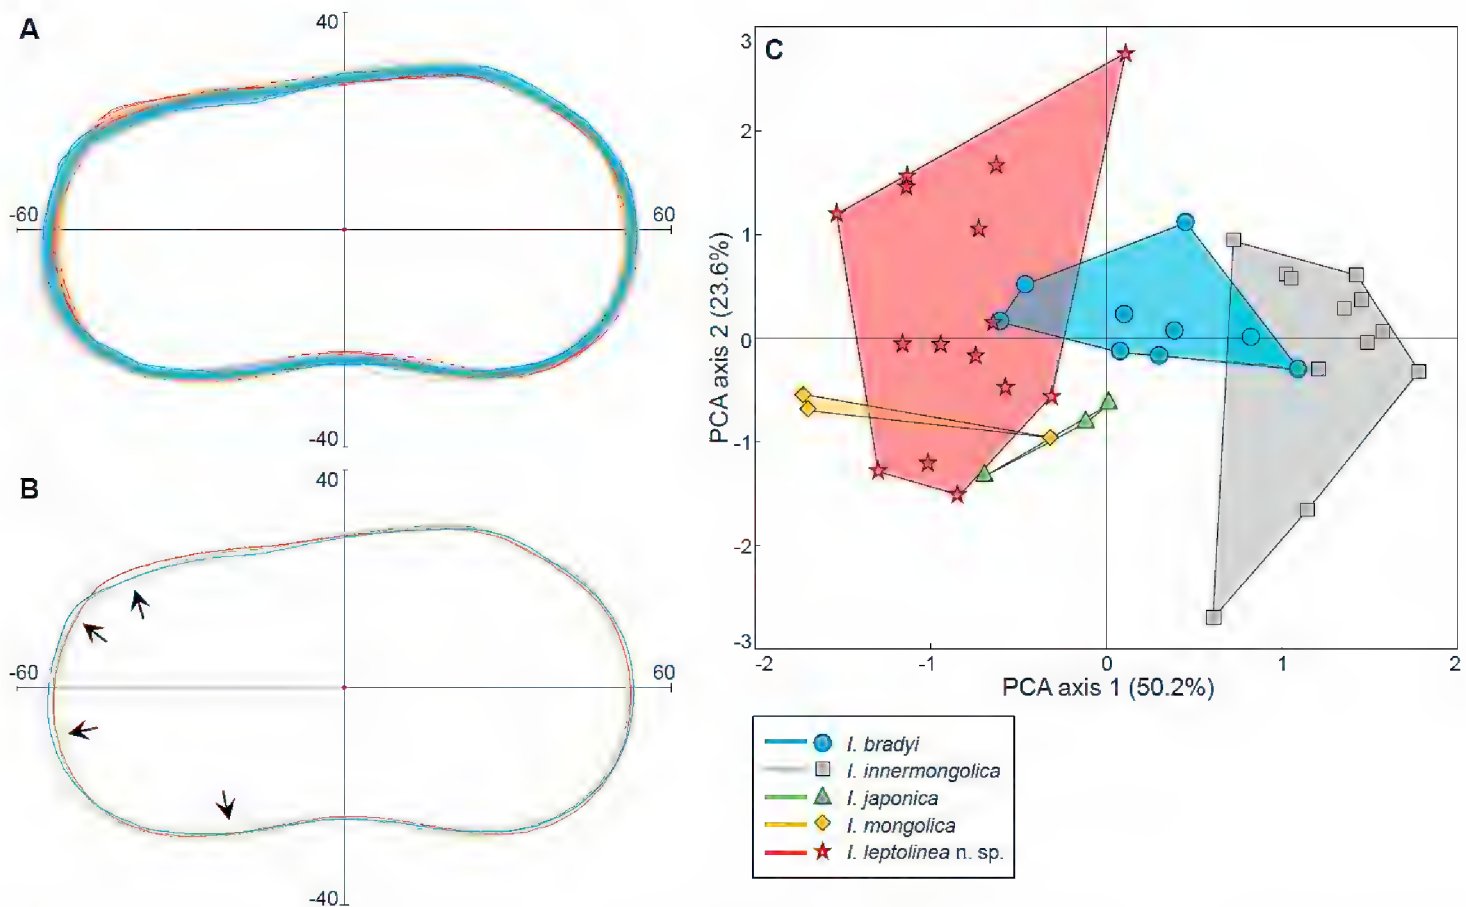 A
40
-60
60
-40
B
40
-60
60
-40
C
3
2
1
0
-1
-2
-3
PCA axis 2 (23.6%)
-2
-1
0
1
2
PCA axis 1 (50.2%)
I. bradyi
I. innermongolica
I. japonica
I. mongolica
I. leptolinea n. sp.